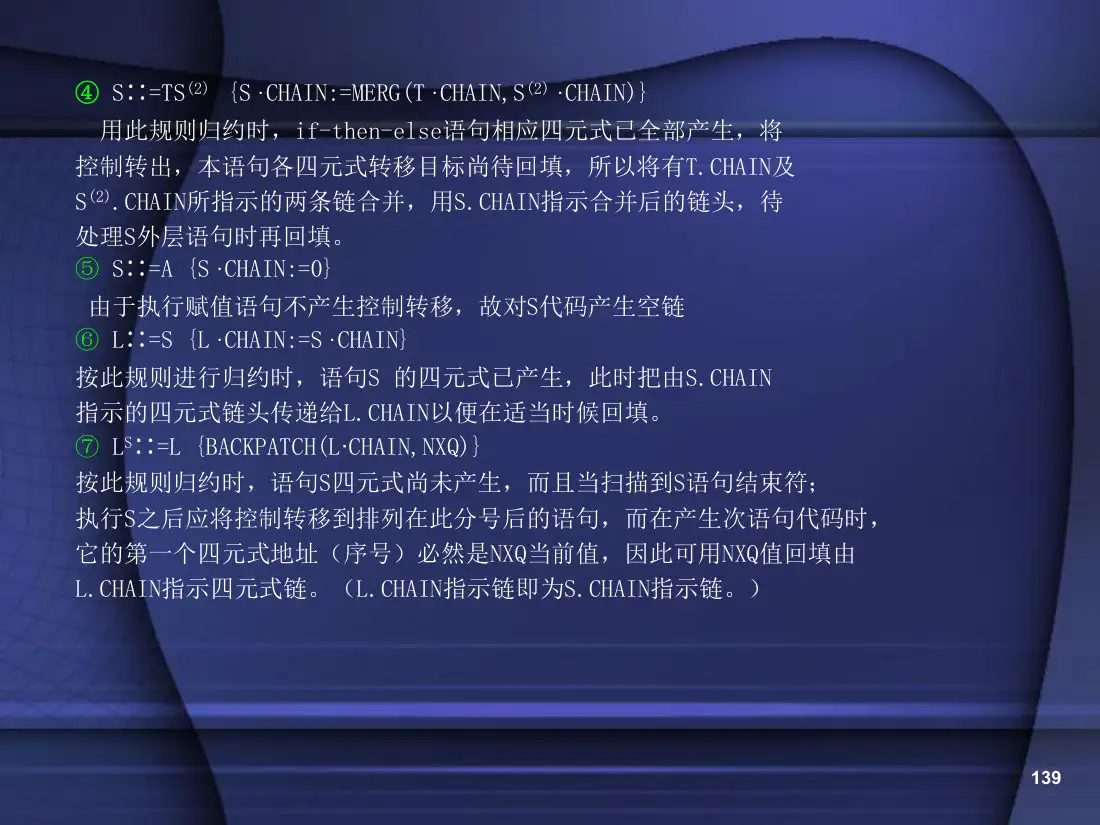 ④ S∷=TS⁽²⁾ {S·CHAIN:=MERG(T·CHAIN,S⁽²⁾·CHAIN)}
用此规则归约时，if-then-else语句相应四元式已全部产生，将
控制转出，本语句各四元式转移目标尚待回填，所以将有T.CHAIN及
S⁽²⁾.CHAIN所指示的两条链合并，用S.CHAIN指示合并后的链头，待
处理S外层语句时再回填。
⑤ S∷=A {S·CHAIN:=0}
由于执行赋值语句不产生控制转移，故对S代码产生空链
⑥ L∷=S {L·CHAIN:=S·CHAIN}
按此规则进行归约时，语句S 的四元式已产生，此时把由S.CHAIN
指示的四元式链头传递给L.CHAIN以便在适当时候回填。
⑦ Lˢ∷=L {BACKPATCH(L·CHAIN,NXQ)}
按此规则归约时，语句S四元式尚未产生，而且当扫描到S语句结束符；
执行S之后应将控制转移到排列在此分号后的语句，而在产生次语句代码时，
它的第一个四元式地址（序号）必然是NXQ当前值，因此可用NXQ值回填由
L.CHAIN指示四元式链。（L.CHAIN指示链即为S.CHAIN指示链。）
139